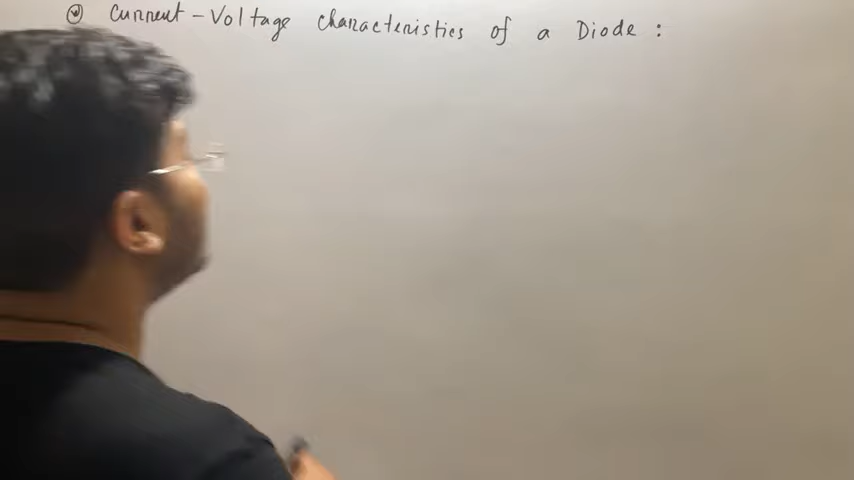 Current-Voltage characteristics of a Diode :